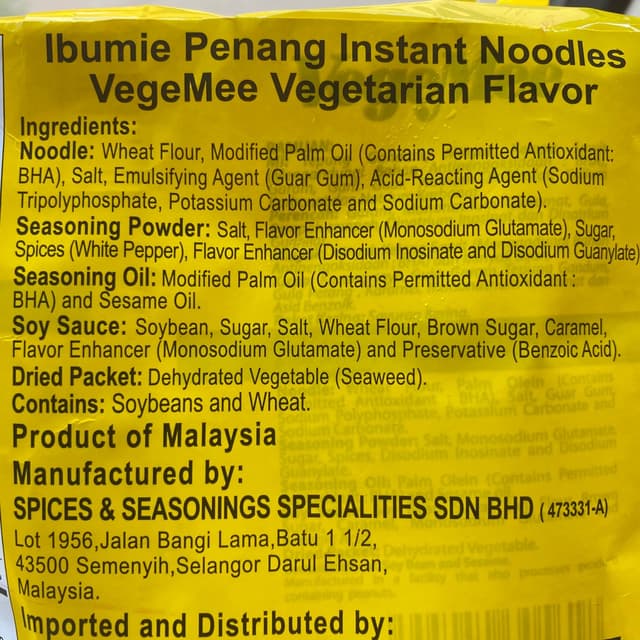 Ibumie Penang Instant Noodles
VegeMee Vegetarian Flavor
Ingredients:
Noodle: Wheat Flour, Modified Palm Oil (Contains Permitted Antioxidant:
BHA), Salt, Emulsifying Agent (Guar Gum), Acid-Reacting Agent (Sodium
Tripolyphosphate, Potassium Carbonate and Sodium Carbonate).
Seasoning Powder: Salt, Flavor Enhancer (Monosodium Glutamate), Sugar,
Spices (White Pepper), Flavor Enhancer (Disodium Inosinate and Disodium Guanylate)
Seasoning Oil: Modified Palm Oil (Contains Permitted Antioxidant :
BHA) and Sesame Oil.
Soy Sauce: Soybean, Sugar, Salt, Wheat Flour, Brown Sugar, Caramel,
Flavor Enhancer (Monosodium Glutamate) and Preservative (Benzoic Acid).
Dried Packet: Dehydrated Vegetable (Seaweed).
Contains: Soybeans and Wheat.
Product of Malaysia
Manufactured by:
SPICES & SEASONINGS SPECIALITIES SDN BHD ( 473331-A)
Lot 1956,Jalan Bangi Lama,Batu 1 1/2,
43500 Semenyih,Selangor Darul Ehsan,
Malaysia.
Imported and Distributed by: